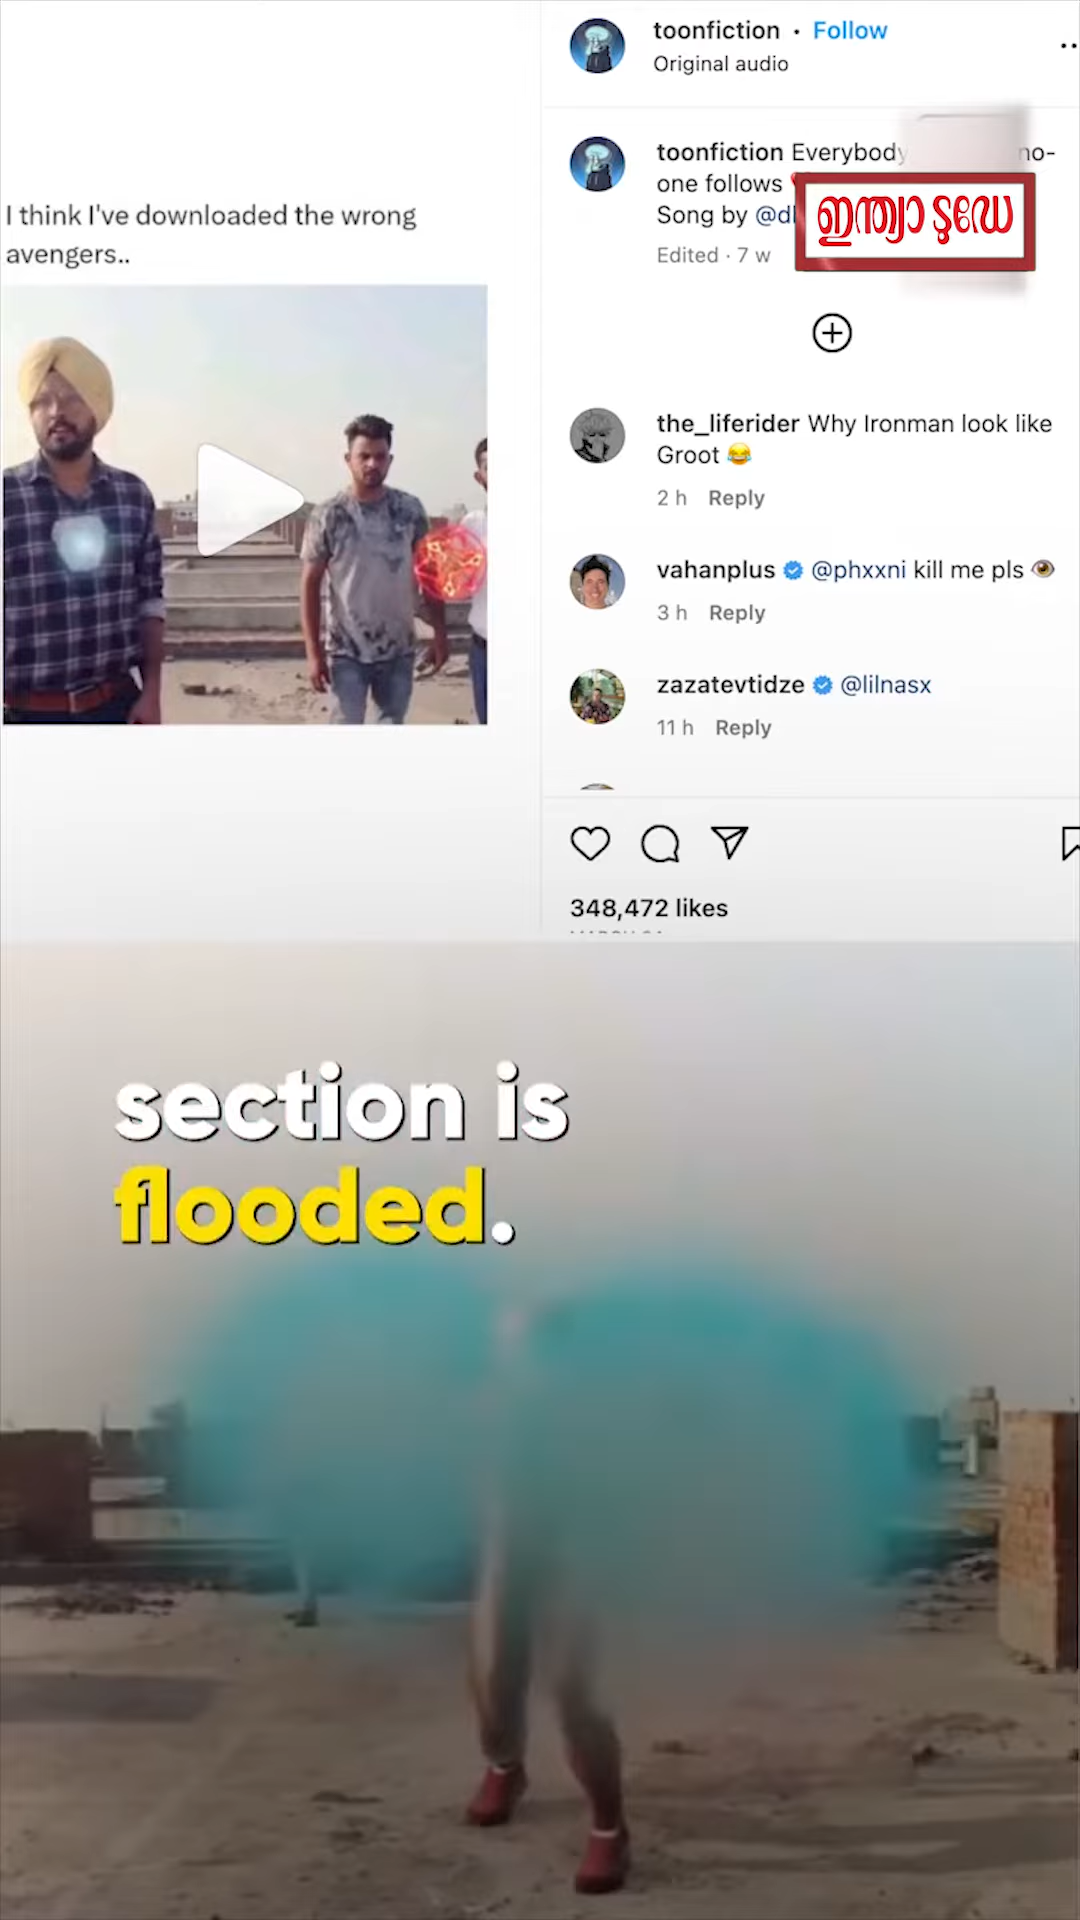 toonfiction • Follow
Original audio
I think I've downloaded the wrong
avengers..
toonfiction Everybody no-
one follows
Song by
ഇന്ത്യാ ടുഡേ
Edited · 7 w
the_liferider Why Ironman look like
Groot 😂
2 h Reply
vahanplus @phxxni kill me pls 👁️
3 h Reply
zazatevtidze @lilnasx
11 h Reply
348,472 likes
section is
flooded.